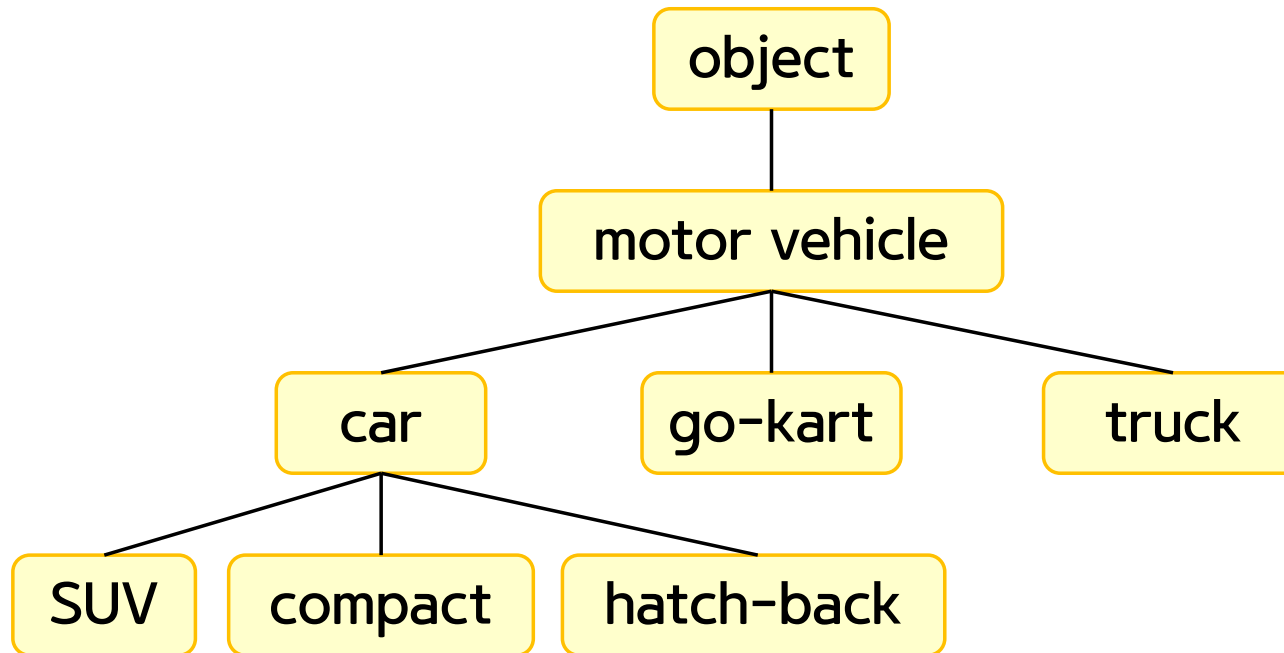 object
motor vehicle
car
go-kart
truck
SUV
compact
hatch-back